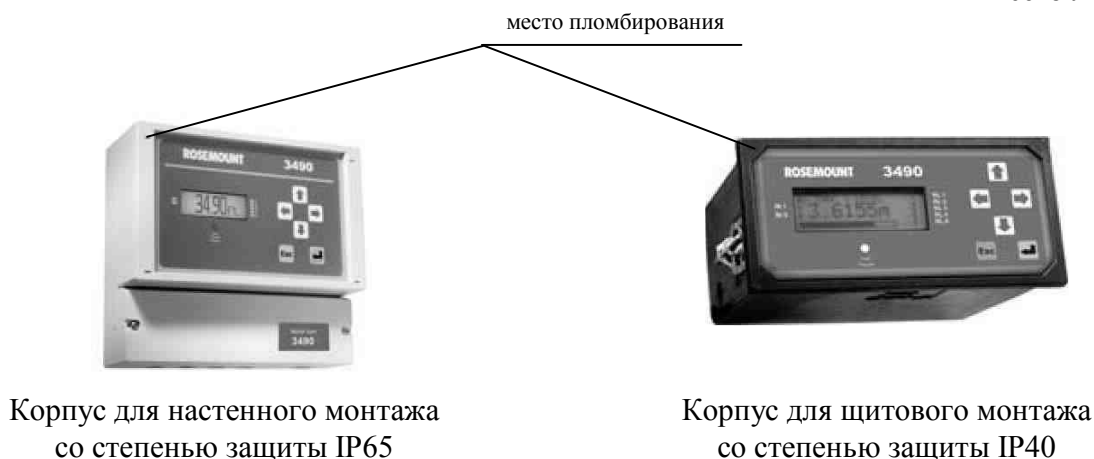 место пломбирования
ROSEMOUNT 3490
3490
Esc
3490
ROSEMOUNT 3490
3.6155m
Esc
Корпус для настенного монтажа
со степенью защиты IP65
Корпус для щитового монтажа
со степенью защиты IP40